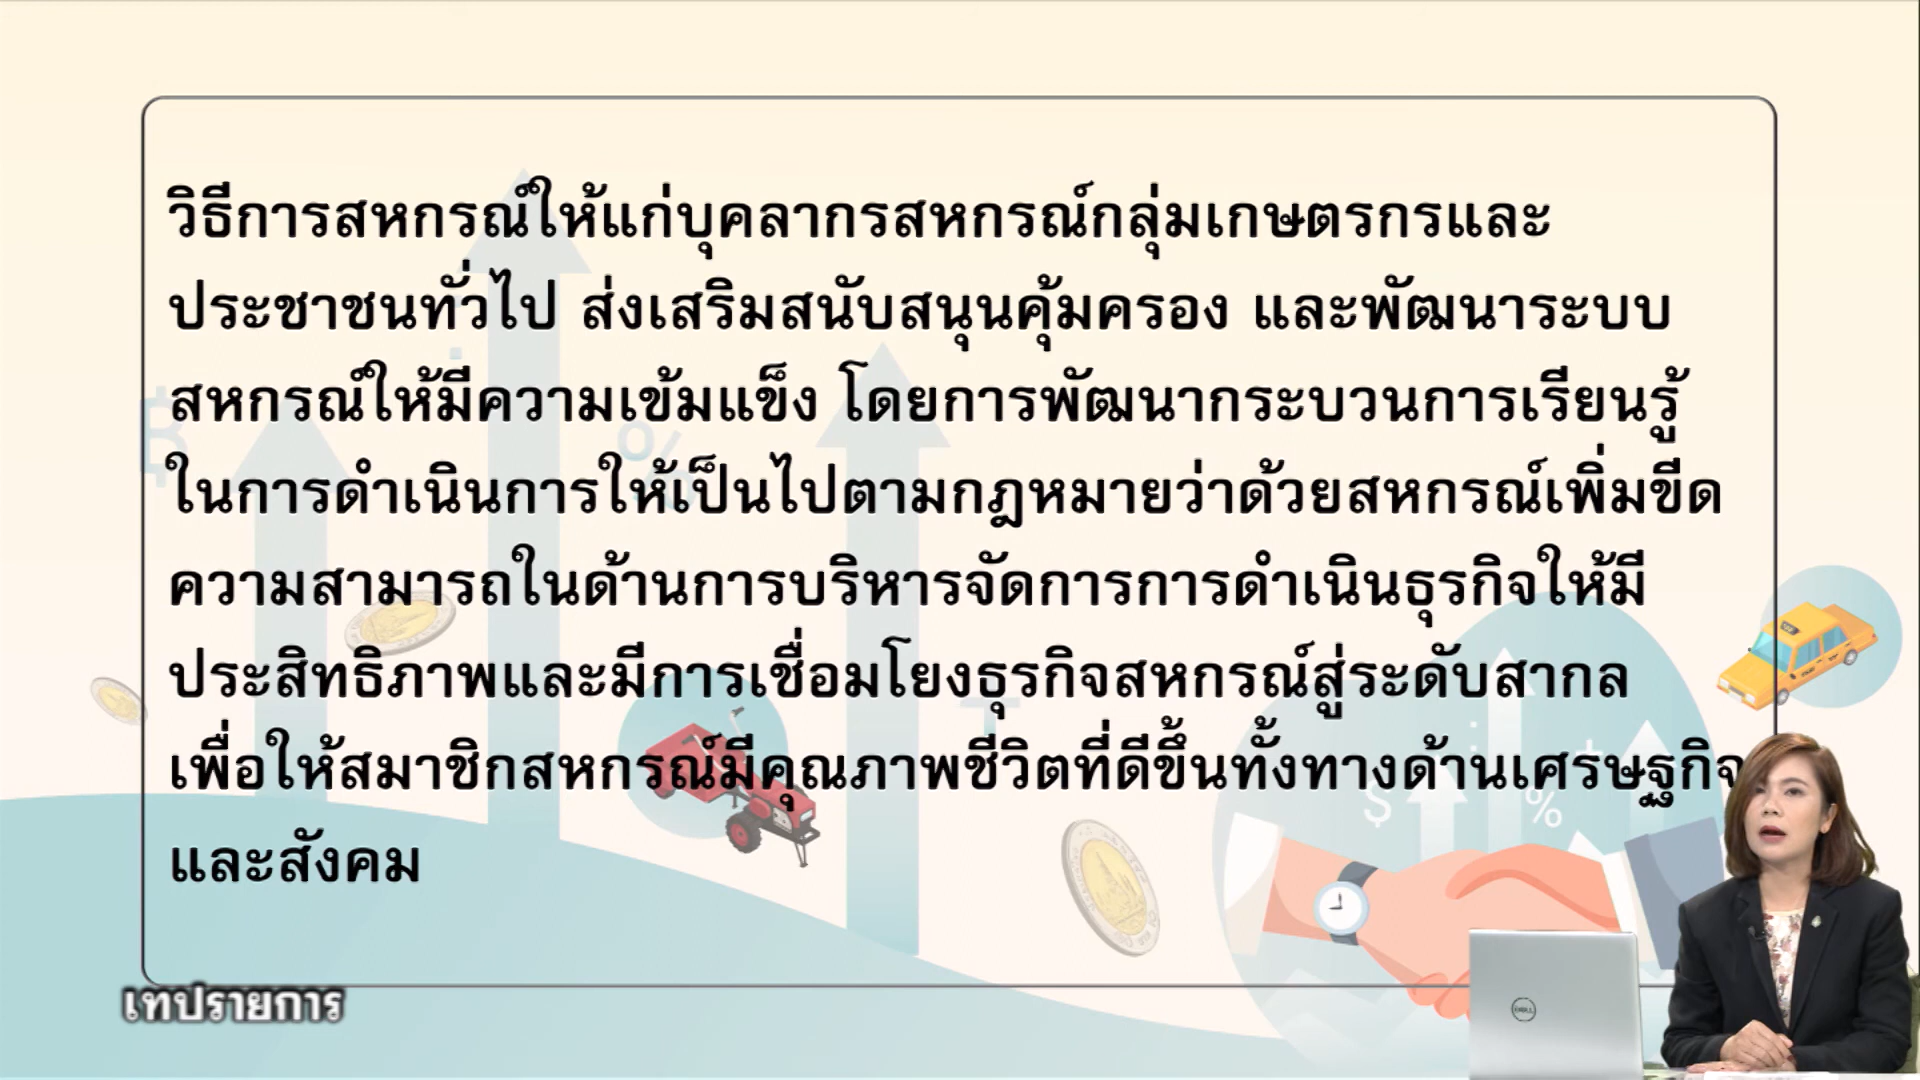 วิธีการสหกรณ์ให้แก่บุคลากรสหกรณ์กลุ่มเกษตรกรและ
ประชาชนทั่วไป ส่งเสริมสนับสนุนคุ้มครอง และพัฒนาระบบ
สหกรณ์ให้มีความเข้มแข็ง โดยการพัฒนากระบวนการเรียนรู้
ในการดำเนินการให้เป็นไปตามกฎหมายว่าด้วยสหกรณ์เพิ่มขีด
ความสามารถในด้านการบริหารจัดการการดำเนินธุรกิจให้มี
ประสิทธิภาพและมีการเชื่อมโยงธุรกิจสหกรณ์สู่ระดับสากล
เพื่อให้สมาชิกสหกรณ์มีคุณภาพชีวิตที่ดีขึ้นทั้งทางด้านเศรษฐกิจ
และสังคม
เทปรายการ
DELL